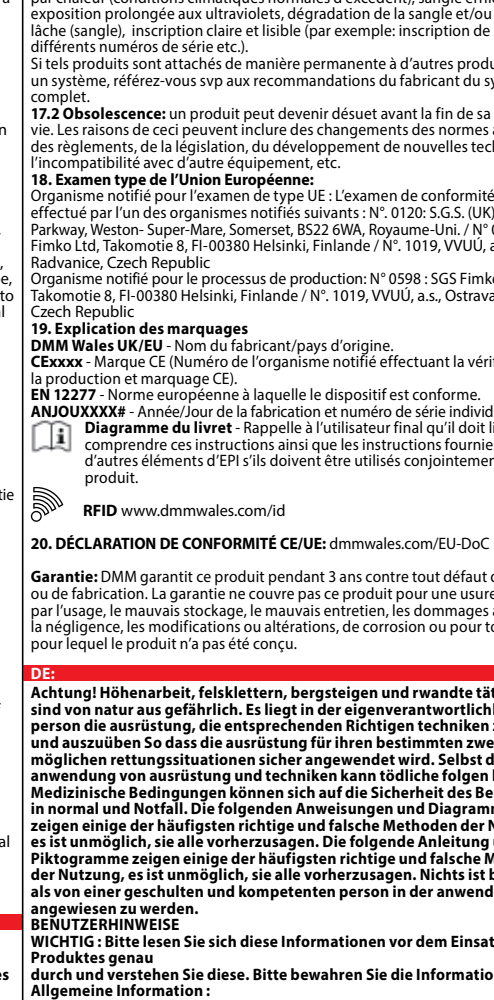 par chaleur (conditions climatiques normales d'excédent), sangle
exposition prolongée aux ultraviolets, dégradation de la sangle et/ou
lâche (sangle), inscription claire et lisible (par exemple: inscription de
différents numéros de série etc.).
Si tels produits sont attachés de manière permanente à d'autres
un système, référez-vous svp aux recommandations du fabricant du
complet.
17.2 Obsolescence: un produit peut devenir désuet avant la fin de sa
vie. Les raisons de ceci peuvent inclure des changements des normes
des règlements, de la législation, du développement de nouvelles
l'incompatibilité avec d'autre équipement, etc.
18. Examen type de l'Union Européenne:
Organisme notifié pour l'examen de type UE : L'examen de conformité
effectué par l'un des organismes notifiés suivants : N°. 0120: S.G.S. (UK)
Parkway, Weston- Super-Mare, Somerset, BS22 6WA, Royaume-Uni. / N°
Fimko Ltd, Takomotie 8, FI-00380 Helsinki, Finlande / N°. 1019, VVUÚ,
Radvanice, Czech Republic
Organisme notifié pour le processus de production: N° 0598 : SGS
Takomotie 8, FI-00380 Helsinki, Finlande / N°. 1019, VVUÚ, a.s.,
Czech Republic
19. Explication des marquages
DMM Wales UK/EU - Nom du fabricant/pays d'origine.
CExxxx - Marque CE (Numéro de l'organisme notifié effectuant la
la production et marquage CE).
EN 12277 - Norme européenne à laquelle le dispositif est conforme.
ANJOUXXXX# - Année/Jour de la fabrication et numéro de série
Diagramme du livret - Rappelle à l'utilisateur final qu'il doit
comprendre ces instructions ainsi que les instructions
d'autres éléments d'EPI s'ils doivent être utilisés
produit.
RFID www.dmmwales.com/id
20. DÉCLARATION DE CONFORMITÉ CE/UE: dmmwales.com/EU-DoC
Garantie: DMM garantit ce produit pendant 3 ans contre tout défaut
ou de fabrication. La garantie ne couvre pas ce produit pour une usure
par l'usage, le mauvais stockage, le mauvais entretien, les dommages
la négligence, les modifications ou altérations, de corrosion ou pour
pour lequel le produit n'a pas été conçu.
DE:
Achtung! Höhenarbeit, felsklettern, bergsteigen und rwandte
sind von natur aus gefährlich. Es liegt in der
person die ausrüstung, die entsprechenden Richtigen techniken
und auszuüben So dass die ausrüstung für ihren bestimmten
möglichen rettungssituationen sicher angewendet wird. Selbst
anwendung von ausrüstung und techniken kann tödliche folgen
Medizinische Bedingungen können sich auf die Sicherheit des
in normal und Notfall. Die folgenden Anweisungen und
zeigen einige der häufigsten richtige und falsche Methoden der
es ist unmöglich, sie alle vorherzusagen. Die folgende Anleitung
Piktogramme zeigen einige der häufigsten richtige und falsche
der Nutzung, es ist unmöglich, sie alle vorherzusagen. Nichts ist
als von einer geschulten und kompetenten person in der
angewiesen zu werden.
BENUTZERHINWEISE
WICHTIG : Bitte lesen Sie sich diese Informationen vor dem
Produktes genau
durch und verstehen Sie diese. Bitte bewahren Sie die
Allgemeine Information :